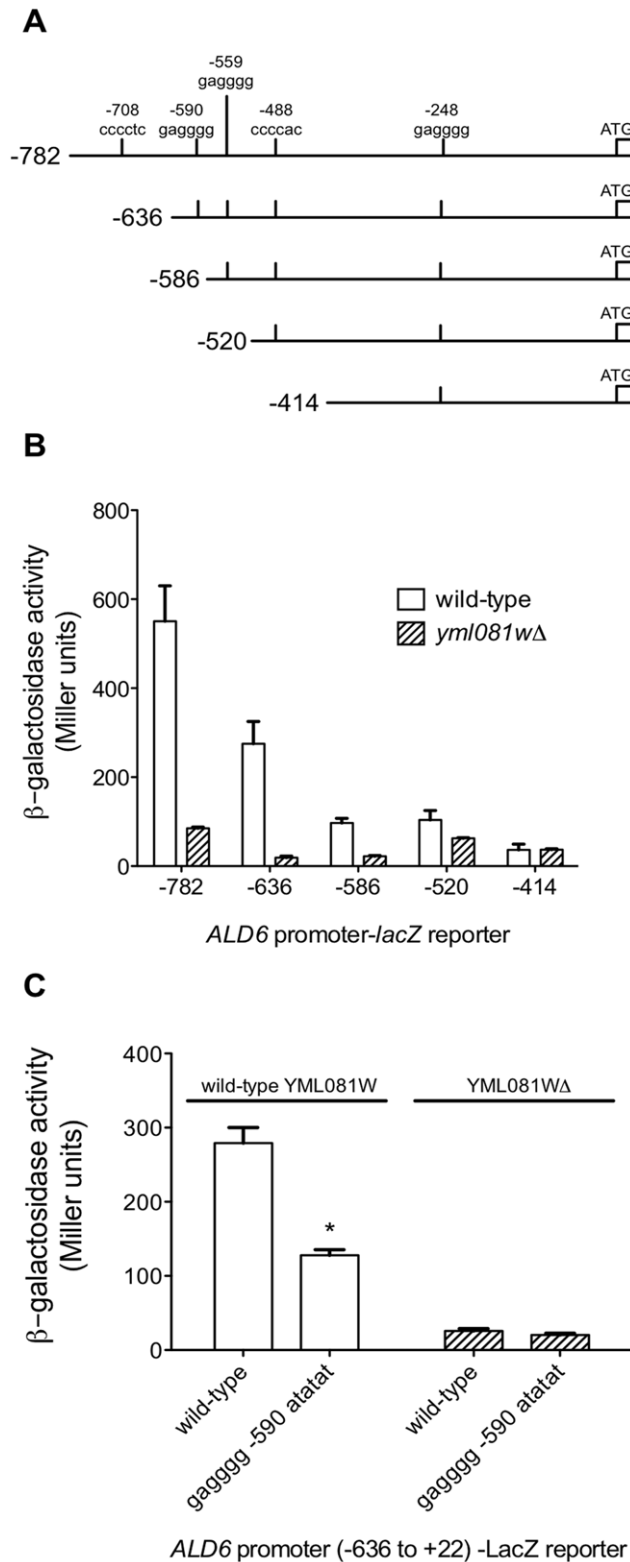 A
-559
gagggg
-708 -590 -488 -248
cccctc gagggg ccccac gagggg ATG
-782
ATG
-636
ATG
-586
ATG
-520
ATG
-414
B
β-galactosidase activity
(Miller units)
800
600
400
200
0
wild-type
yml081wΔ
-782 -636 -586 -520 -414
ALD6 promoter-lacZ reporter
C
β-galactosidase activity
(Miller units)
400
300
200
100
0
wild-type YML081W YML081WΔ
*
wild-type
gagggg -590 atatat
wild-type
gagggg -590 atatat
ALD6 promoter (-636 to +22) -LacZ reporter